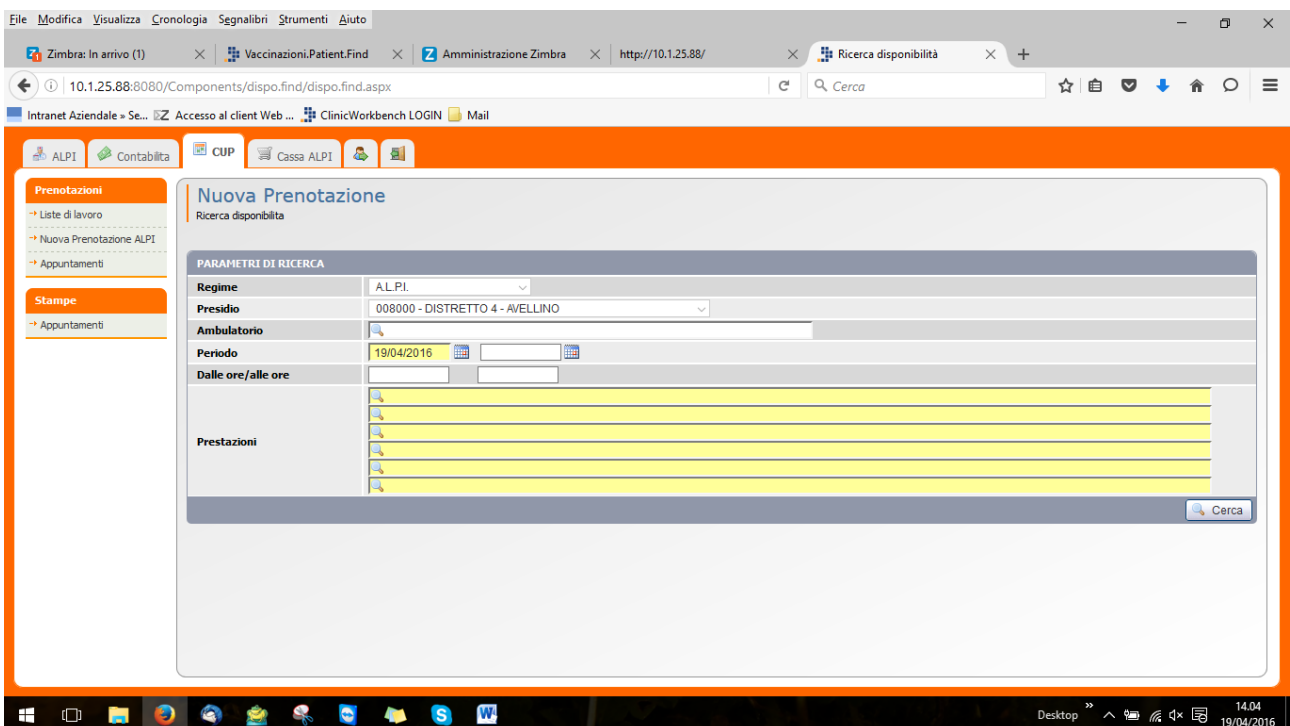 File Modifica Visualizza Cronologia Segnalibri Strumenti Aiuto
Zimbra: In arrivo (1) Vaccinazioni.Patient.Find Amministrazione Zimbra http://10.1.25.88/ Ricerca disponibilità
10.1.25.88:8080/Components/dispo.find/dispo.find.aspx Cerca
Intranet Aziendale » Se... Accesso al client Web ... ClinicWorkbench LOGIN Mail
ALPI Contabilita CUP Cassa ALPI
Prenotazioni
Liste di lavoro
Nuova Prenotazione ALPI
Appuntamenti
Stampe
Appuntamenti
Nuova Prenotazione
Ricerca disponibilita
PARAMETRI DI RICERCA
Regime A.L.P.I.
Presidio 008000 - DISTRETTO 4 - AVELLINO
Ambulatorio
Periodo 19/04/2016
Dalle ore/alle ore
Prestazioni
Cerca
Desktop 14.04
19/04/2016